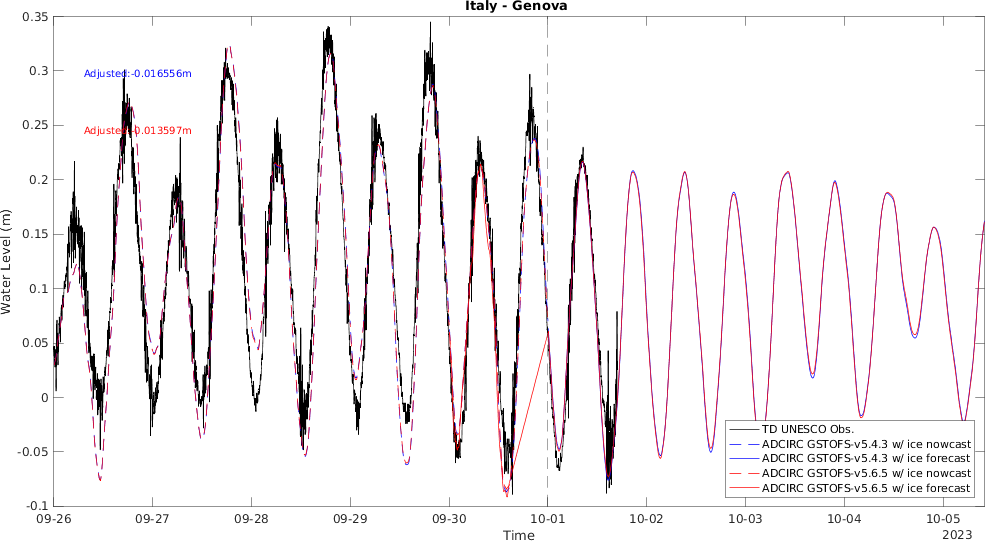 Italy - Genova
0.35
0.3
0.25
0.2
0.15
0.1
0.05
0
-0.05
-0.1
Water Level (m)
Adjusted:-0.016556m
Adjusted:-0.013597m
TD UNESCO Obs.
ADCIRC GSTOFS-v5.4.3 w/ ice nowcast
ADCIRC GSTOFS-v5.4.3 w/ ice forecast
ADCIRC GSTOFS-v5.6.5 w/ ice nowcast
ADCIRC GSTOFS-v5.6.5 w/ ice forecast
09-26 09-27 09-28 09-29 09-30 10-01 10-02 10-03 10-04 10-05
Time
2023